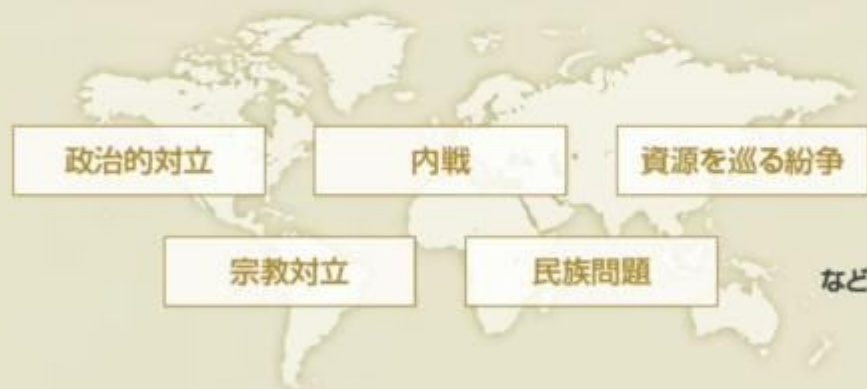 政治的対立
内戦
資源を巡る紛争
宗教対立
民族問題
など